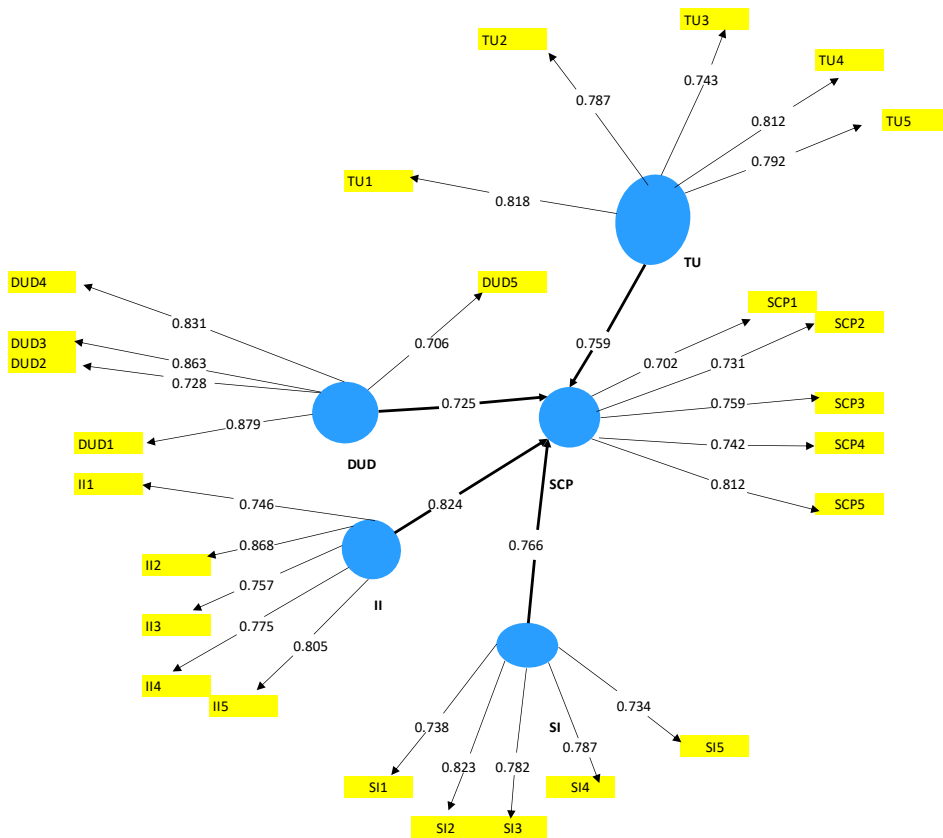 TU3
TU2
TU4
0.743
0.787
0.812
TU5
0.792
TU1
0.818
TU
DUD4
DUD5
SCP1
SCP2
0.831
DUD3
0.706
0.759
0.702
0.731
DUD2
0.863
0.728
0.725
0.759
SCP3
0.879
DUD1
0.742
SCP4
DUD
II1
SCP
0.812
0.746
0.824
SCP5
0.868
0.766
II2
0.757
II
II3
0.775
0.805
II4
II5
0.734
0.738
SI
0.787
SI5
0.823
0.782
SI1
SI4
SI2
SI3